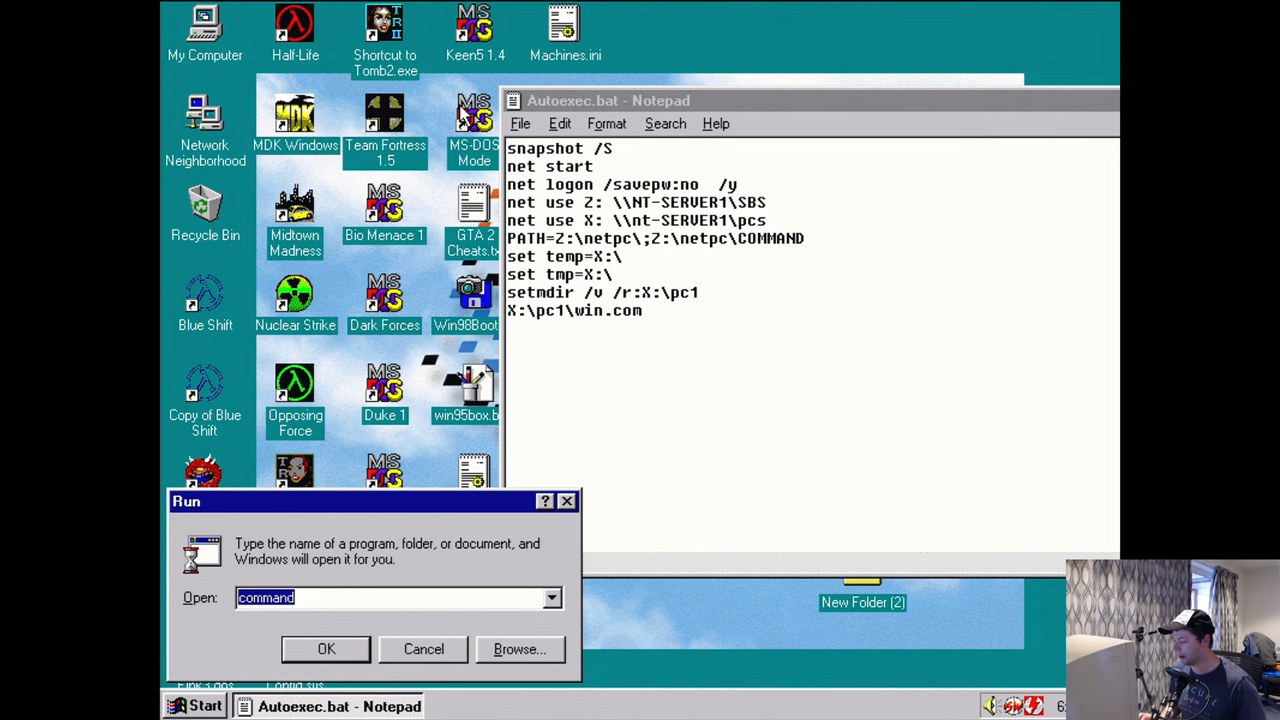 My Computer
Half-Life
Shortcut to
Tomb2.exe
Keen5 1.4
Machines.ini
Network
Neighborhood
MDK Windows
Team Fortress
1.5
MS-DOS
Mode
Recycle Bin
Midtown
Madness
Bio Menace 1
GTA 2
Cheats.tx
Blue Shift
Nuclear Strike
Dark Forces
Win98Boot
Copy of Blue
Shift
Opposing
Force
Duke 1
win95box.b
Autoexec.bat - Notepad
File Edit Format Search Help
snapshot /S
net start
net logon /savepw:no  /y
net use Z: \\NT-SERVER1\SBS
net use X: \\nt-SERVER1\pcs
PATH=Z:\netpc\;Z:\netpc\COMMAND
set temp=X:\
set tmp=X:\
setmdir /v /r:X:\pc1
X:\pc1\win.com
New Folder (2)
Run
Type the name of a program, folder, or document, and
Windows will open it for you.
Open: command
OK Cancel Browse...
Start Autoexec.bat - Notepad